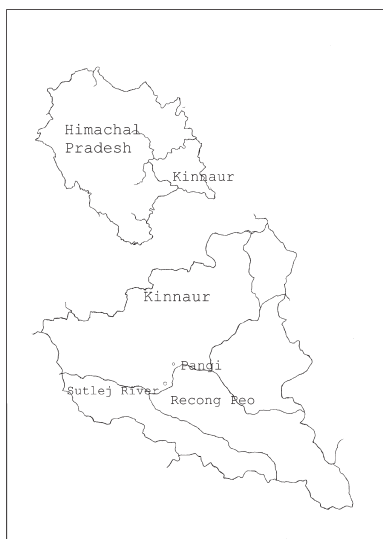 Himachal
Pradesh
Kinnaur
Kinnaur
Pangi
Sutlej River
Recong Peo